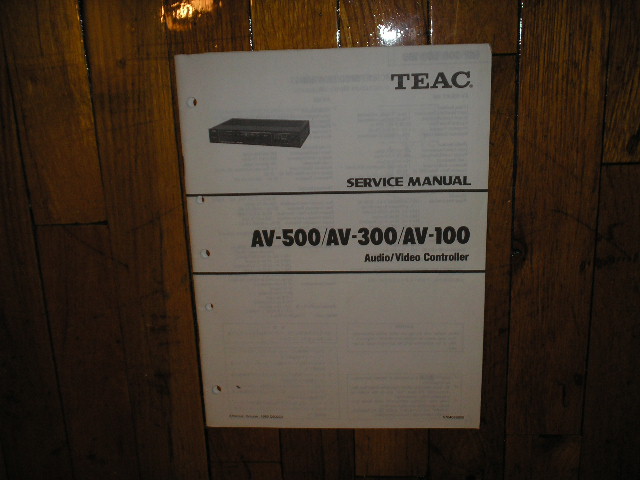 TEAC
SERVICE MANUAL
AV-500/AV-300/AV-100
Audio/Video Controller